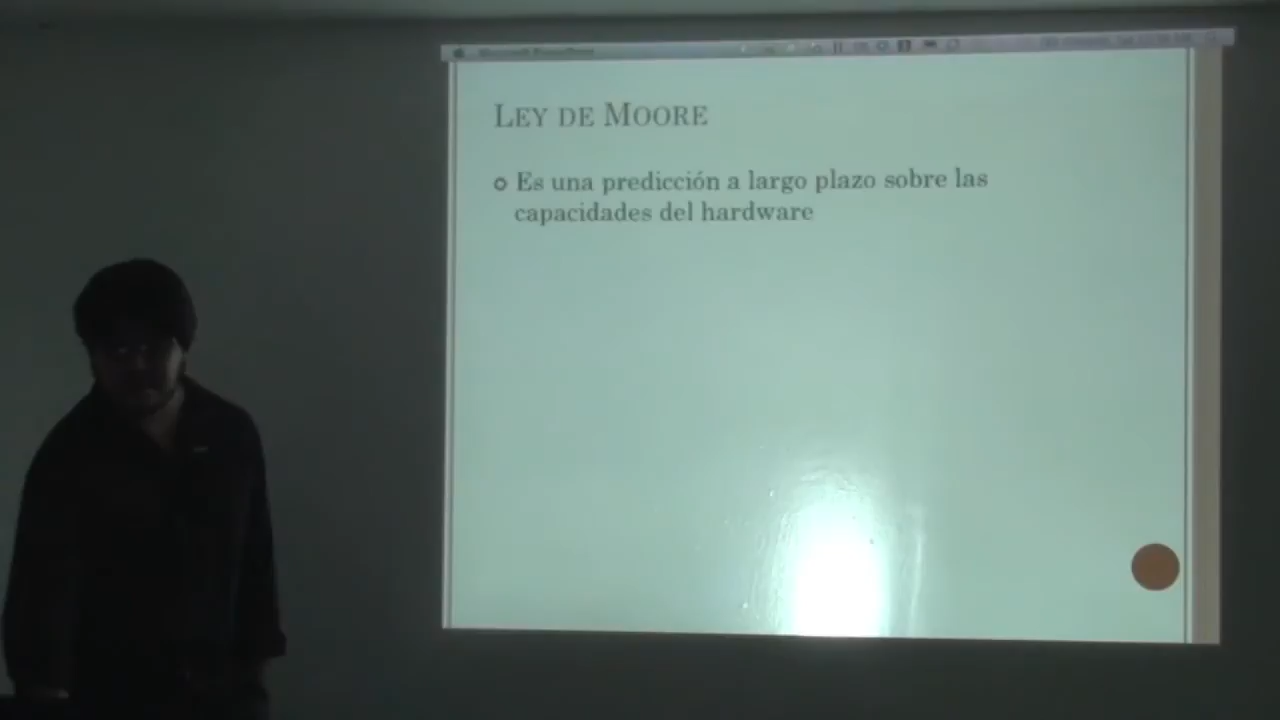 LEY DE MOORE
Es una predicción a largo plazo sobre las
capacidades del hardware